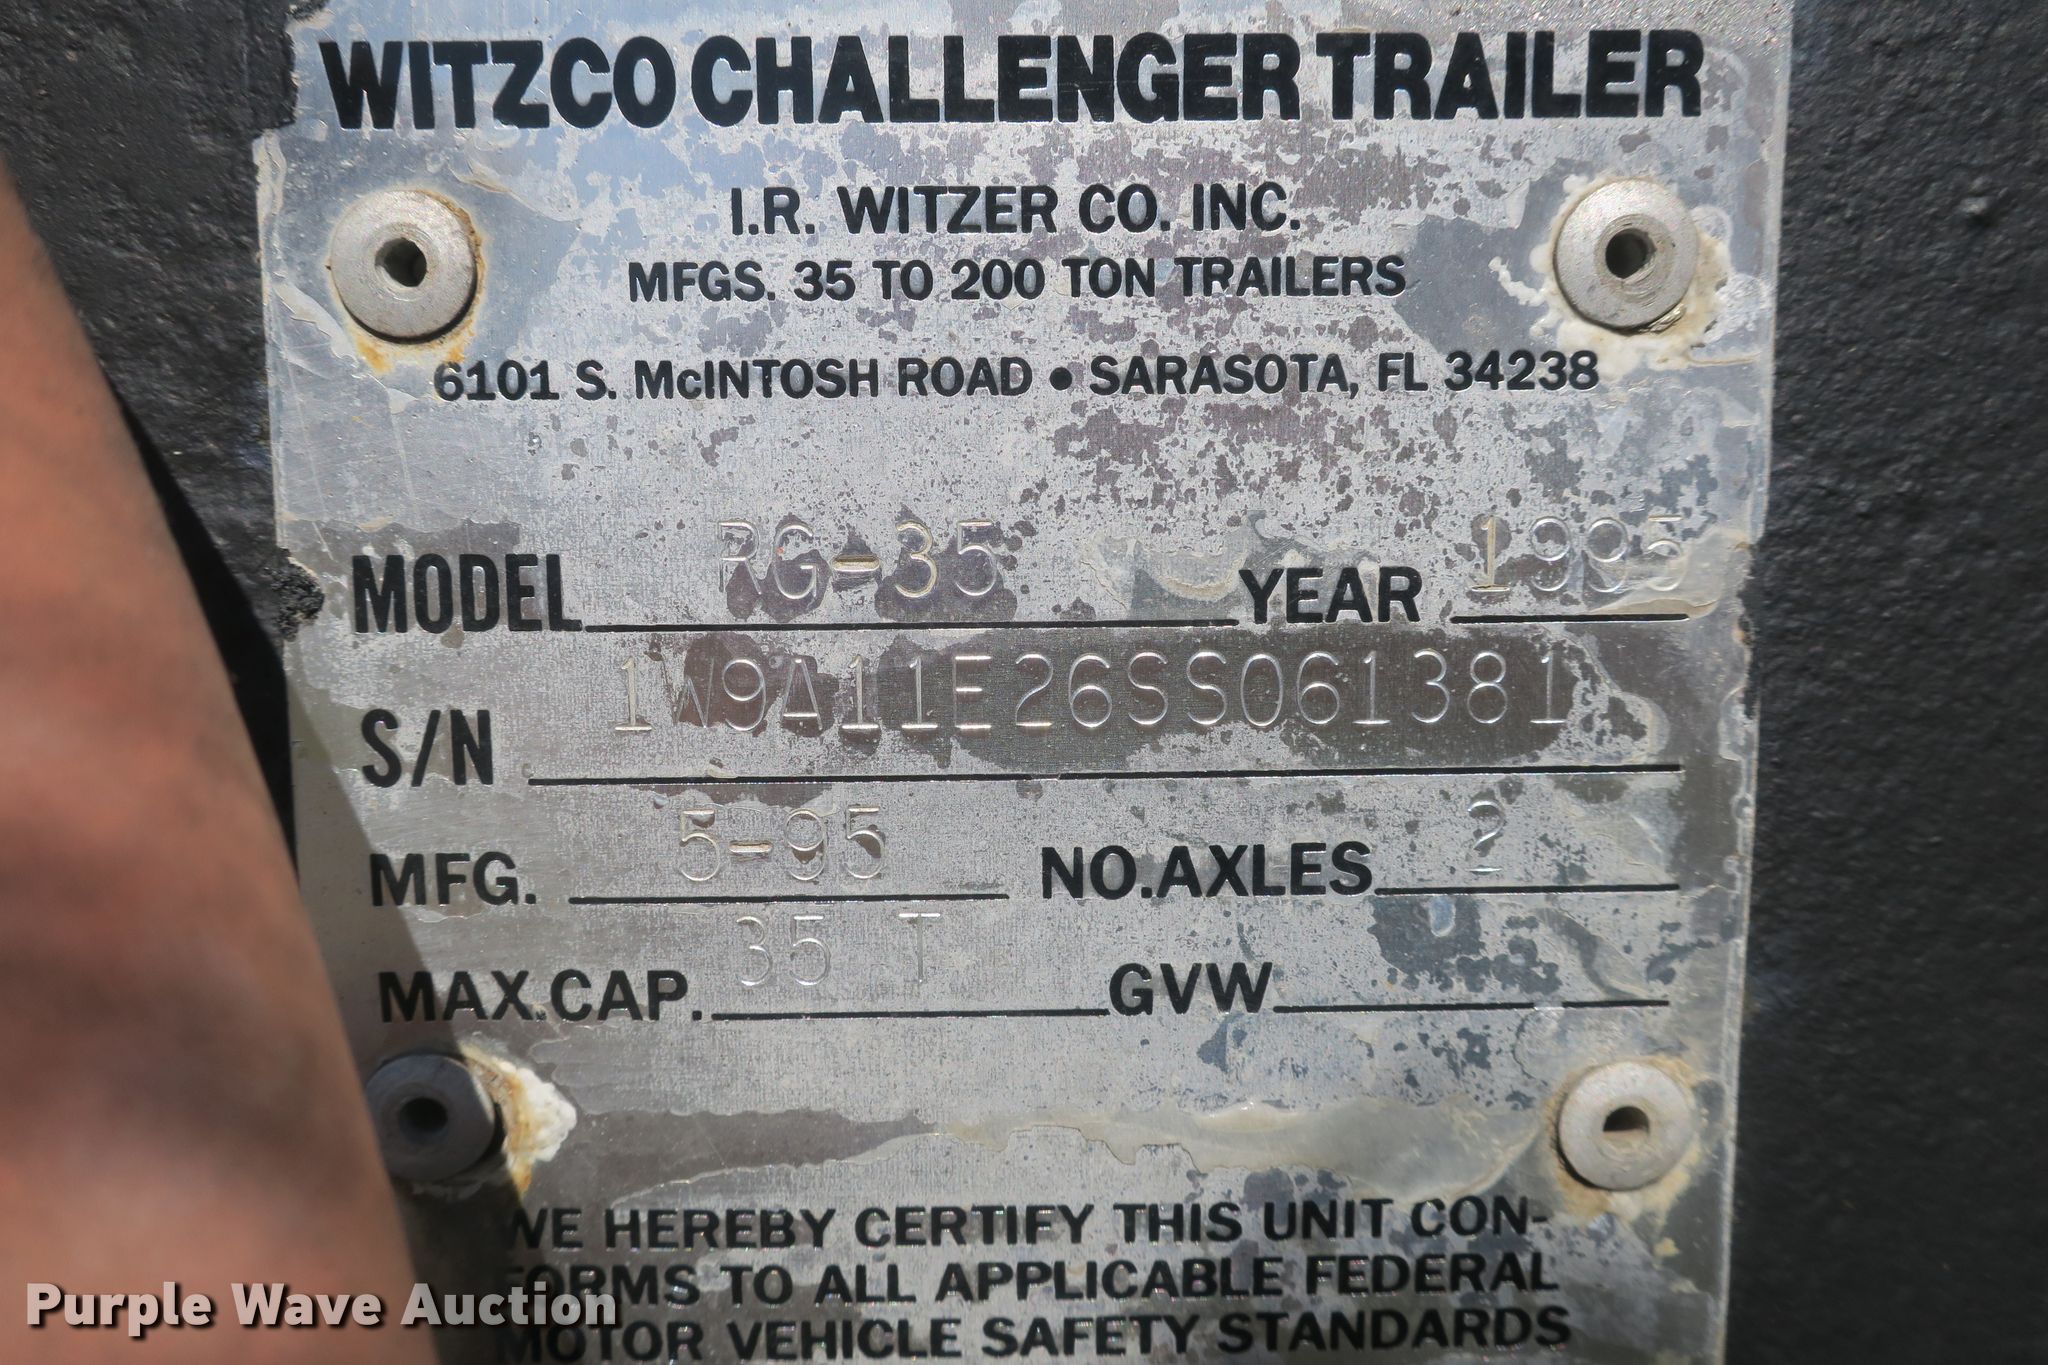 WITZCO CHALLENGER TRAILER
I.R. WITZER CO. INC.
MFGS. 35 TO 200 TON TRAILERS
6101 S. McINTOSH ROAD • SARASOTA, FL 34238
MODEL RG-35 YEAR 1995
S/N 1W9A11E26SS061381
MFG. 5-95 NO.AXLES 2
MAX.CAP. 35 T GVW
WE HEREBY CERTIFY THIS UNIT CON-
FORMS TO ALL APPLICABLE FEDERAL
MOTOR VEHICLE SAFETY STANDARDS
Purple Wave Auction